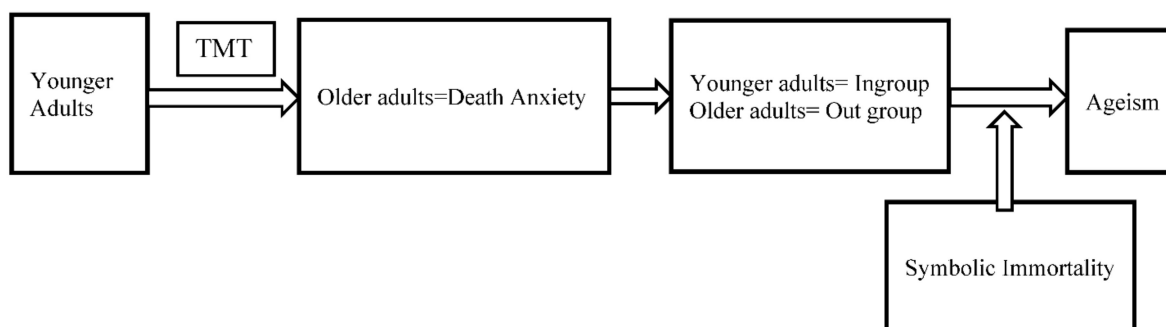 TMT
Younger
Adults
Older adults=Death Anxiety
Younger adults= Ingroup
Older adults= Out group
Ageism
Symbolic Immortality